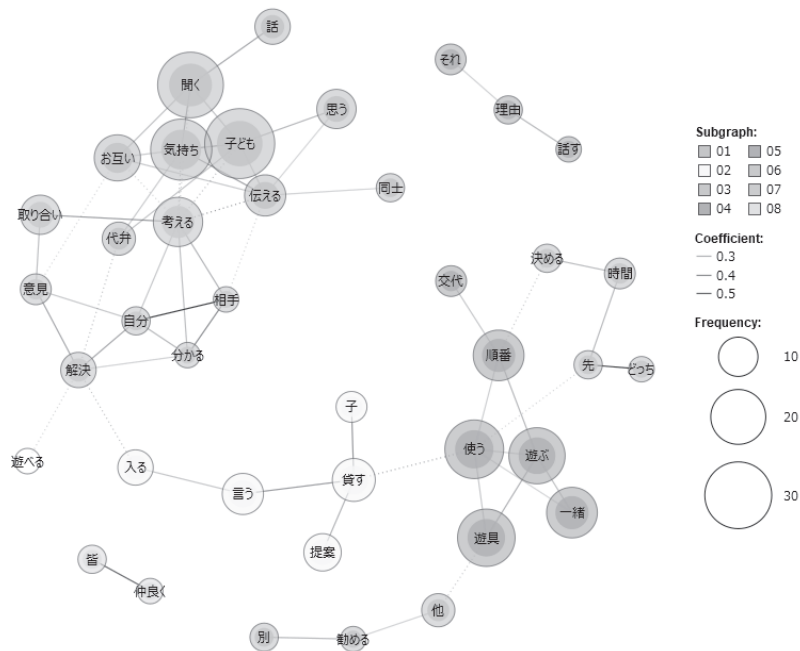 話
それ
聞く
理由
思う
子ども
気持ち
お互い
話す
同士
伝える
取り合い
考える
代弁
決める
時間
交代
意見
相手
自分
分かる
順番
先
どっち
解決
子
使う
遊ぶ
遊べる
入る
貸す
言う
一緒
遊具
提案
皆
仲良く
他
別
勧める
Subgraph:
01 05
02 06
03 07
04 08
Coefficient:
0.3
0.4
0.5
Frequency:
10
20
30